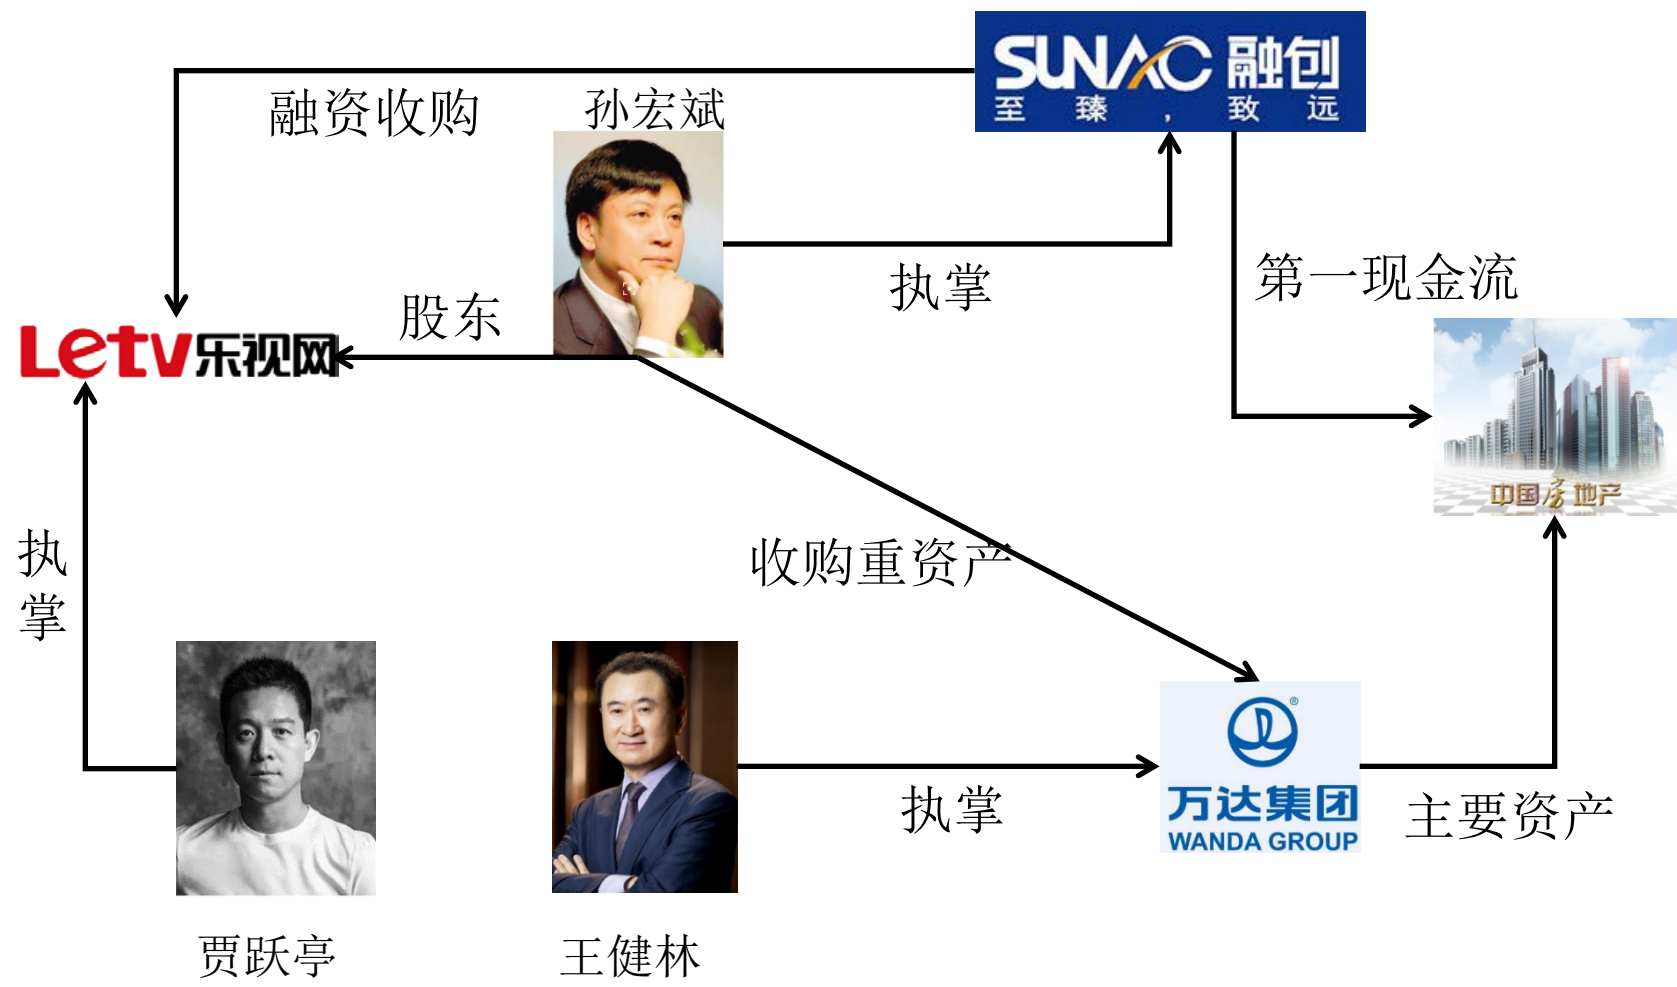 SUNAC 融创
至臻，致远
融资收购
孙宏斌
执掌
第一现金流
股东
Letv乐视网
中国房地产
执掌
收购重资产
®
万达集团
WANDA GROUP
执掌
主要资产
贾跃亭
王健林